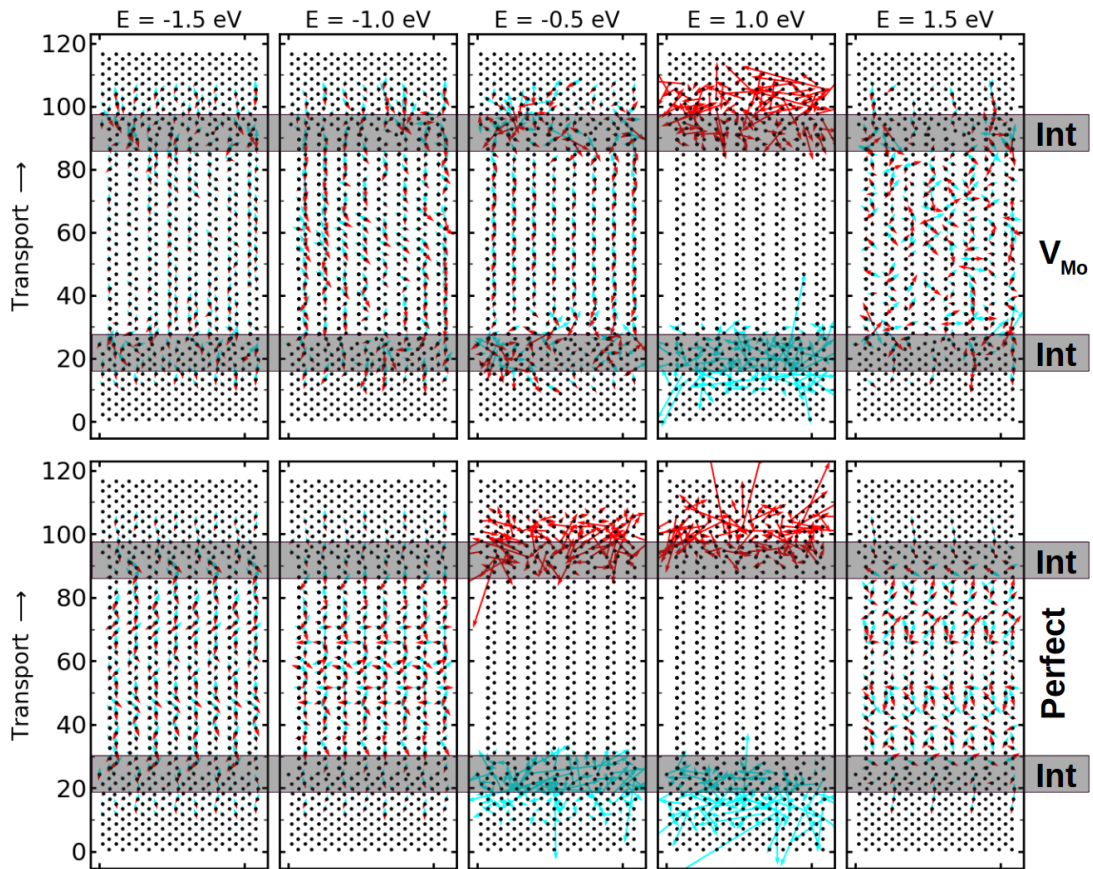 E = -1.5 eV
E = -1.0 eV
E = -0.5 eV
E = 1.0 eV
E = 1.5 eV
120
100
80
60
40
20
0
Transport →
Int
V_Mo
Int
120
100
80
60
40
20
0
Transport →
Int
Perfect
Int